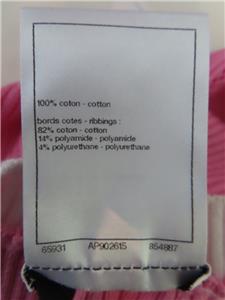 100% coton - cotton
bords cotes - ribbings :
82% coton - cotton
14% polyamide - polyamide
4% polyurethane - polyurethane
65931 AP902615 854887